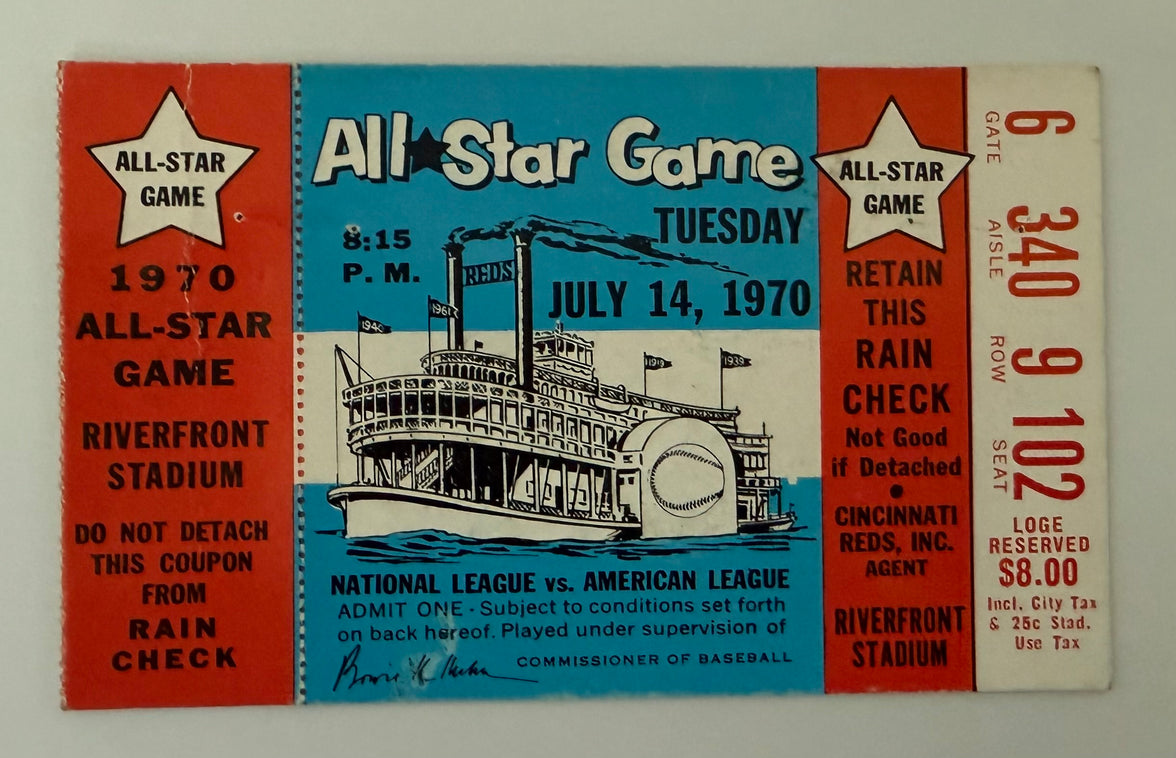 ALL-STAR
GAME
1970
ALL-STAR
GAME
RIVERFRONT
STADIUM
DO NOT DETACH
THIS COUPON
FROM
RAIN
CHECK
All★Star Game
8:15
P. M.
TUESDAY
JULY 14, 1970
REDS
1940
1961
1919
1939
NATIONAL LEAGUE vs. AMERICAN LEAGUE
ADMIT ONE · Subject to conditions set forth
on back hereof. Played under supervision of
Bowie K Kuhn COMMISSIONER OF BASEBALL
ALL-STAR
GAME
RETAIN
THIS
RAIN
CHECK
Not Good
if Detached
●
CINCINNATI
REDS, INC.
AGENT
RIVERFRONT
STADIUM
6 GATE
340 AISLE
9 ROW
102 SEAT
LOGE
RESERVED
$8.00
Incl. City Tax
& 25c Stad.
Use Tax